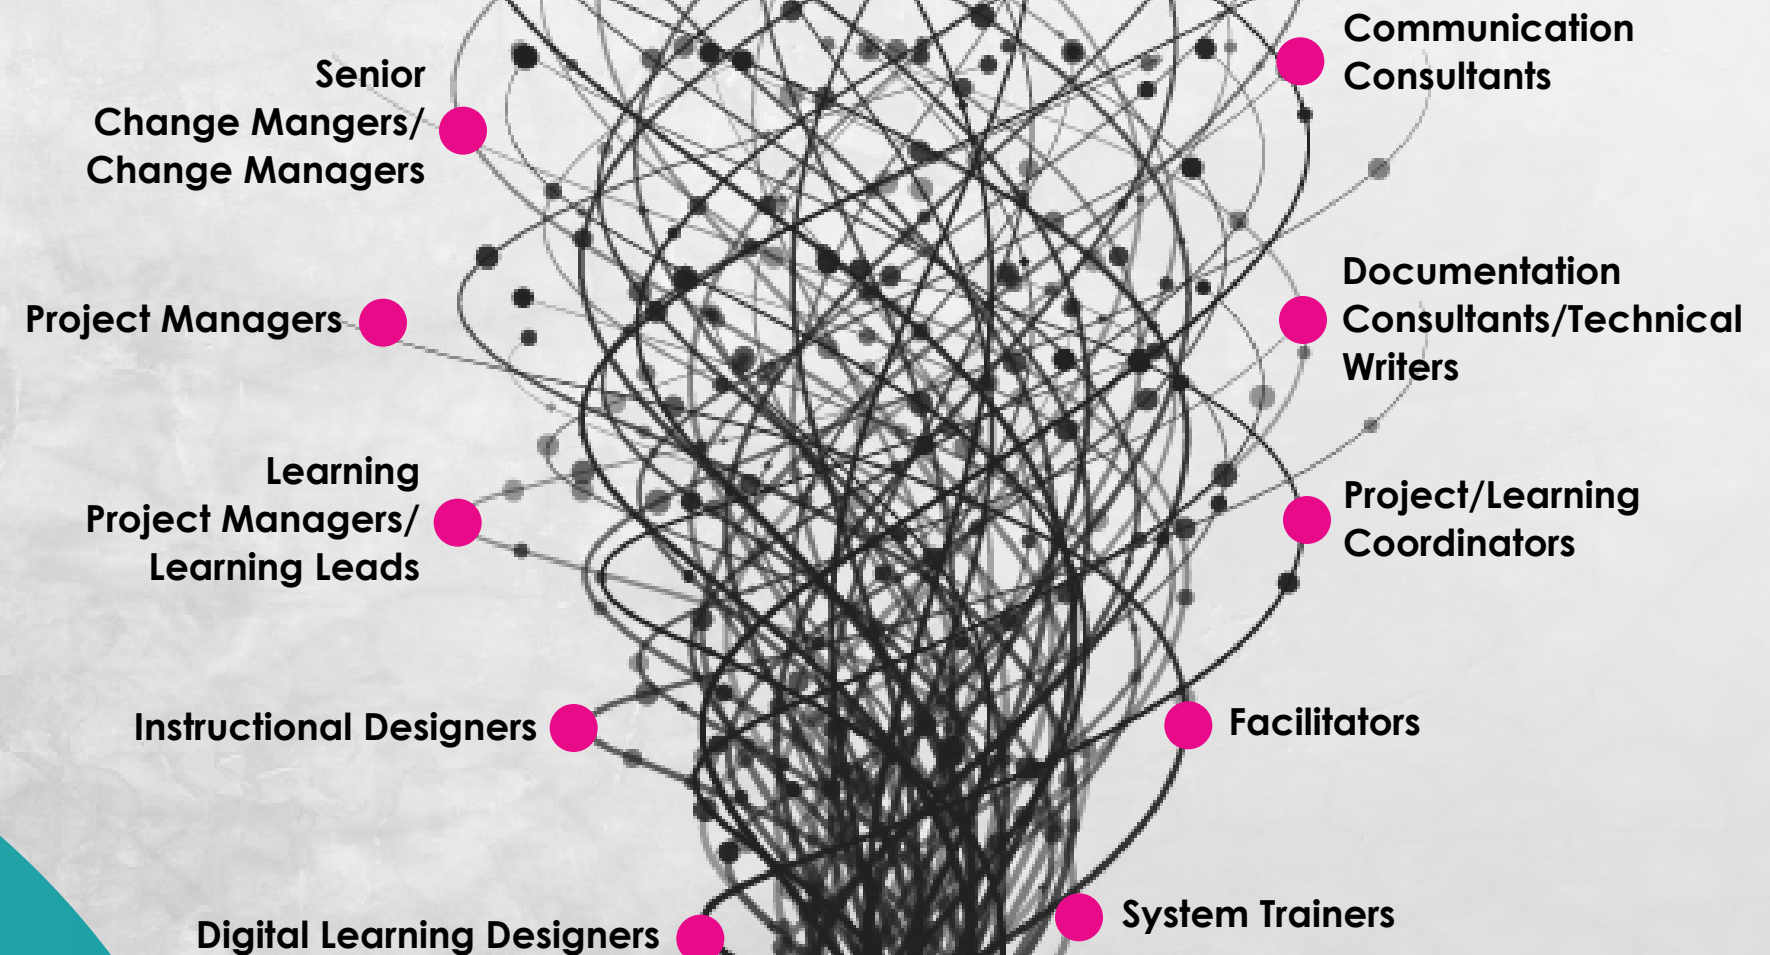 Senior
Change Mangers/
Change Managers
Project Managers
Learning
Project Managers/
Learning Leads
Instructional Designers
Digital Learning Designers
Communication
Consultants
Documentation
Consultants/Technical
Writers
Project/Learning
Coordinators
Facilitators
System Trainers